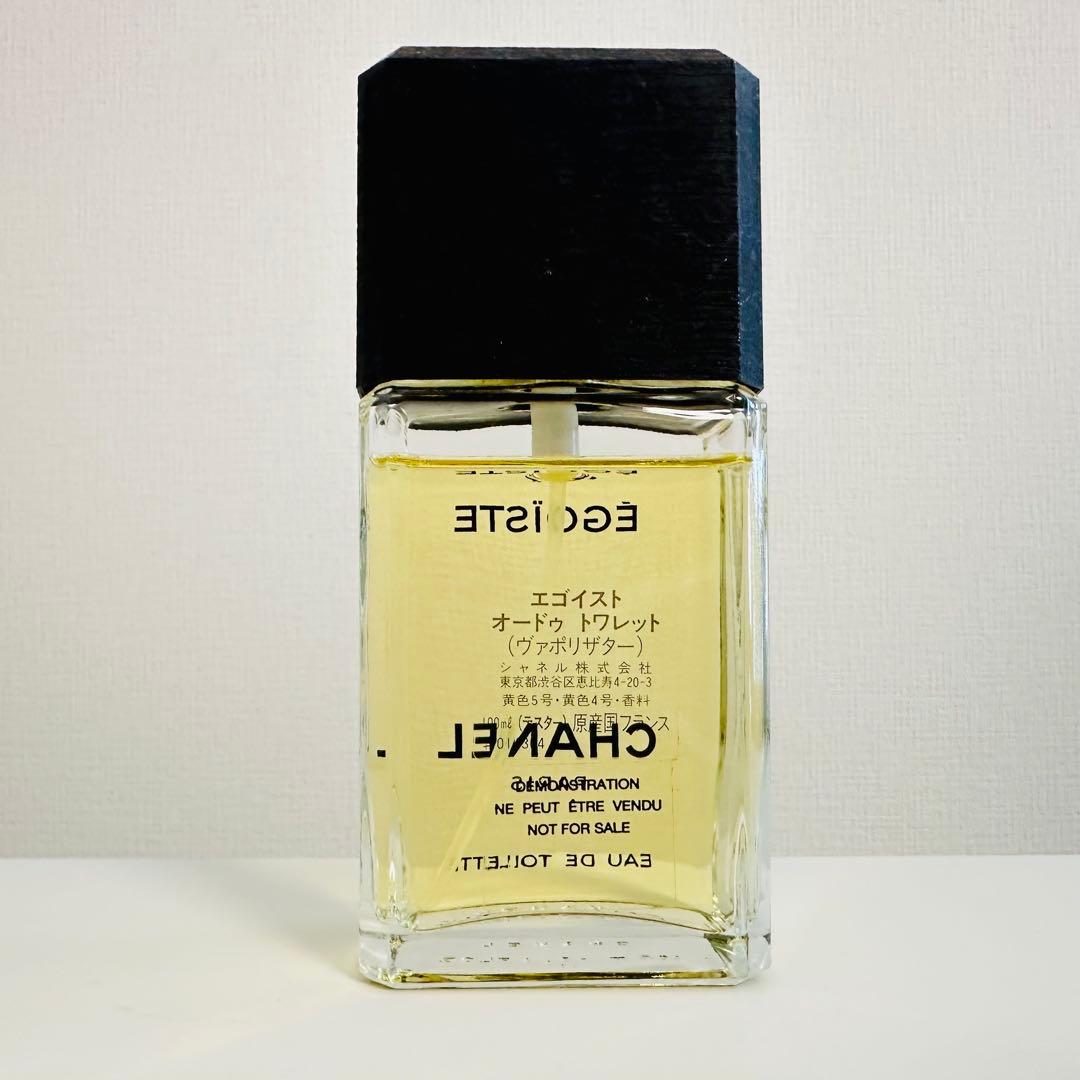 ÉGOÏSTE
エゴイスト
オードゥ トワレット
(ヴァポリザター)
シャネル株式会社
東京都渋谷区恵比寿4-20-3
黄色5号・黄色4号・香料
100㎖(テスター)原産国フランス
CHANEL
PARIS
DEMONSTRATION
NE PEUT ÊTRE VENDU
NOT FOR SALE
EAU DE TOILETTE